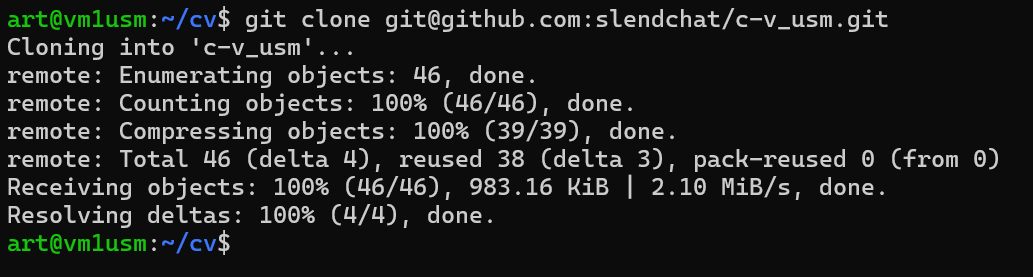 art@vm1usm:~/cv$ git clone git@github.com:slendchat/c-v_usm.git
Cloning into 'c-v_usm'...
remote: Enumerating objects: 46, done.
remote: Counting objects: 100% (46/46), done.
remote: Compressing objects: 100% (39/39), done.
remote: Total 46 (delta 4), reused 38 (delta 3), pack-reused 0 (from 0)
Receiving objects: 100% (46/46), 983.16 KiB | 2.10 MiB/s, done.
Resolving deltas: 100% (4/4), done.
art@vm1usm:~/cv$